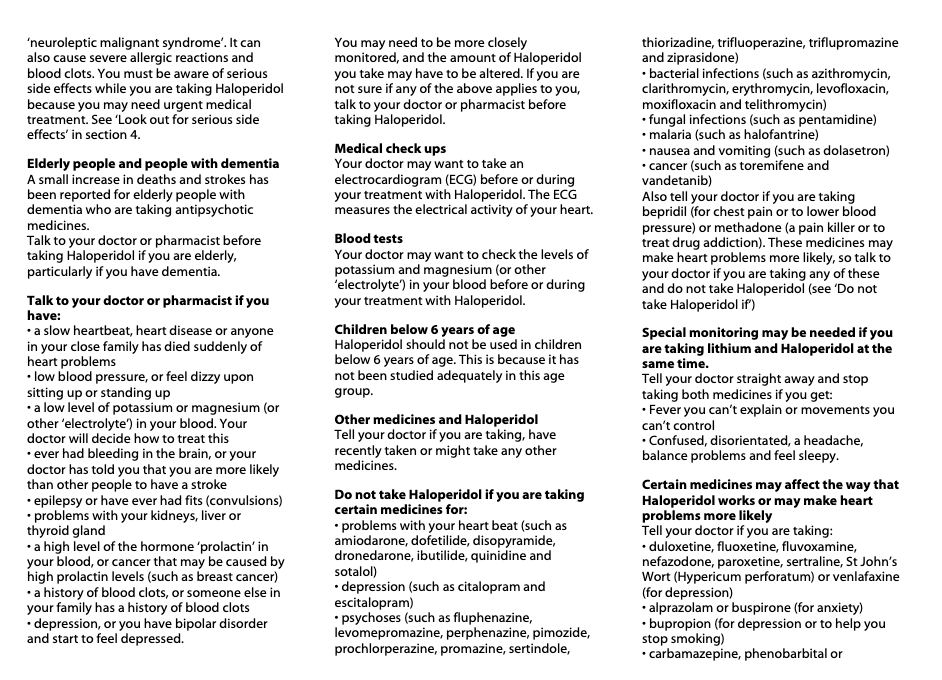 ‘neuroleptic malignant syndrome’. It can
also cause severe allergic reactions and
blood clots. You must be aware of serious
side effects while you are taking Haloperidol
because you may need urgent medical
treatment. See ‘Look out for serious side
effects’ in section 4.
Elderly people and people with dementia
A small increase in deaths and strokes has
been reported for elderly people with
dementia who are taking antipsychotic
medicines.
Talk to your doctor or pharmacist before
taking Haloperidol if you are elderly,
particularly if you have dementia.
Talk to your doctor or pharmacist if you
have:
• a slow heartbeat, heart disease or anyone
in your close family has died suddenly of
heart problems
• low blood pressure, or feel dizzy upon
sitting up or standing up
• a low level of potassium or magnesium (or
other ‘electrolyte’) in your blood. Your
doctor will decide how to treat this
• ever had bleeding in the brain, or your
doctor has told you that you are more likely
than other people to have a stroke
• epilepsy or have ever had fits (convulsions)
• problems with your kidneys, liver or
thyroid gland
• a high level of the hormone ‘prolactin’ in
your blood, or cancer that may be caused by
high prolactin levels (such as breast cancer)
• a history of blood clots, or someone else in
your family has a history of blood clots
• depression, or you have bipolar disorder
and start to feel depressed.
You may need to be more closely
monitored, and the amount of Haloperidol
you take may have to be altered. If you are
not sure if any of the above applies to you,
talk to your doctor or pharmacist before
taking Haloperidol.
Medical check ups
Your doctor may want to take an
electrocardiogram (ECG) before or during
your treatment with Haloperidol. The ECG
measures the electrical activity of your heart.
Blood tests
Your doctor may want to check the levels of
potassium and magnesium (or other
‘electrolyte’) in your blood before or during
your treatment with Haloperidol.
Children below 6 years of age
Haloperidol should not be used in children
below 6 years of age. This is because it has
not been studied adequately in this age
group.
Other medicines and Haloperidol
Tell your doctor if you are taking, have
recently taken or might take any other
medicines.
Do not take Haloperidol if you are taking
certain medicines for:
• problems with your heart beat (such as
amiodarone, dofetilide, disopyramide,
dronedarone, ibutilide, quinidine and
sotalol)
• depression (such as citalopram and
escitalopram)
• psychoses (such as fluphenazine,
levomepromazine, perphenazine, pimozide,
prochlorperazine, promazine, sertindole,
thiorizadine, trifluoperazine, triflupromazine
and ziprasidone)
• bacterial infections (such as azithromycin,
clarithromycin, erythromycin, levofloxacin,
moxifloxacin and telithromycin)
• fungal infections (such as pentamidine)
• malaria (such as halofantrine)
• nausea and vomiting (such as dolasetron)
• cancer (such as toremifene and
vandetanib)
Also tell your doctor if you are taking
bepridil (for chest pain or to lower blood
pressure) or methadone (a pain killer or to
treat drug addiction). These medicines may
make heart problems more likely, so talk to
your doctor if you are taking any of these
and do not take Haloperidol (see ‘Do not
take Haloperidol if’)
Special monitoring may be needed if you
are taking lithium and Haloperidol at the
same time.
Tell your doctor straight away and stop
taking both medicines if you get:
• Fever you can’t explain or movements you
can’t control
• Confused, disorientated, a headache,
balance problems and feel sleepy.
Certain medicines may affect the way that
Haloperidol works or may make heart
problems more likely
Tell your doctor if you are taking:
• duloxetine, fluoxetine, fluvoxamine,
nefazodone, paroxetine, sertraline, St John’s
Wort (Hypericum perforatum) or venlafaxine
(for depression)
• alprazolam or buspirone (for anxiety)
• bupropion (for depression or to help you
stop smoking)
• carbamazepine, phenobarbital or